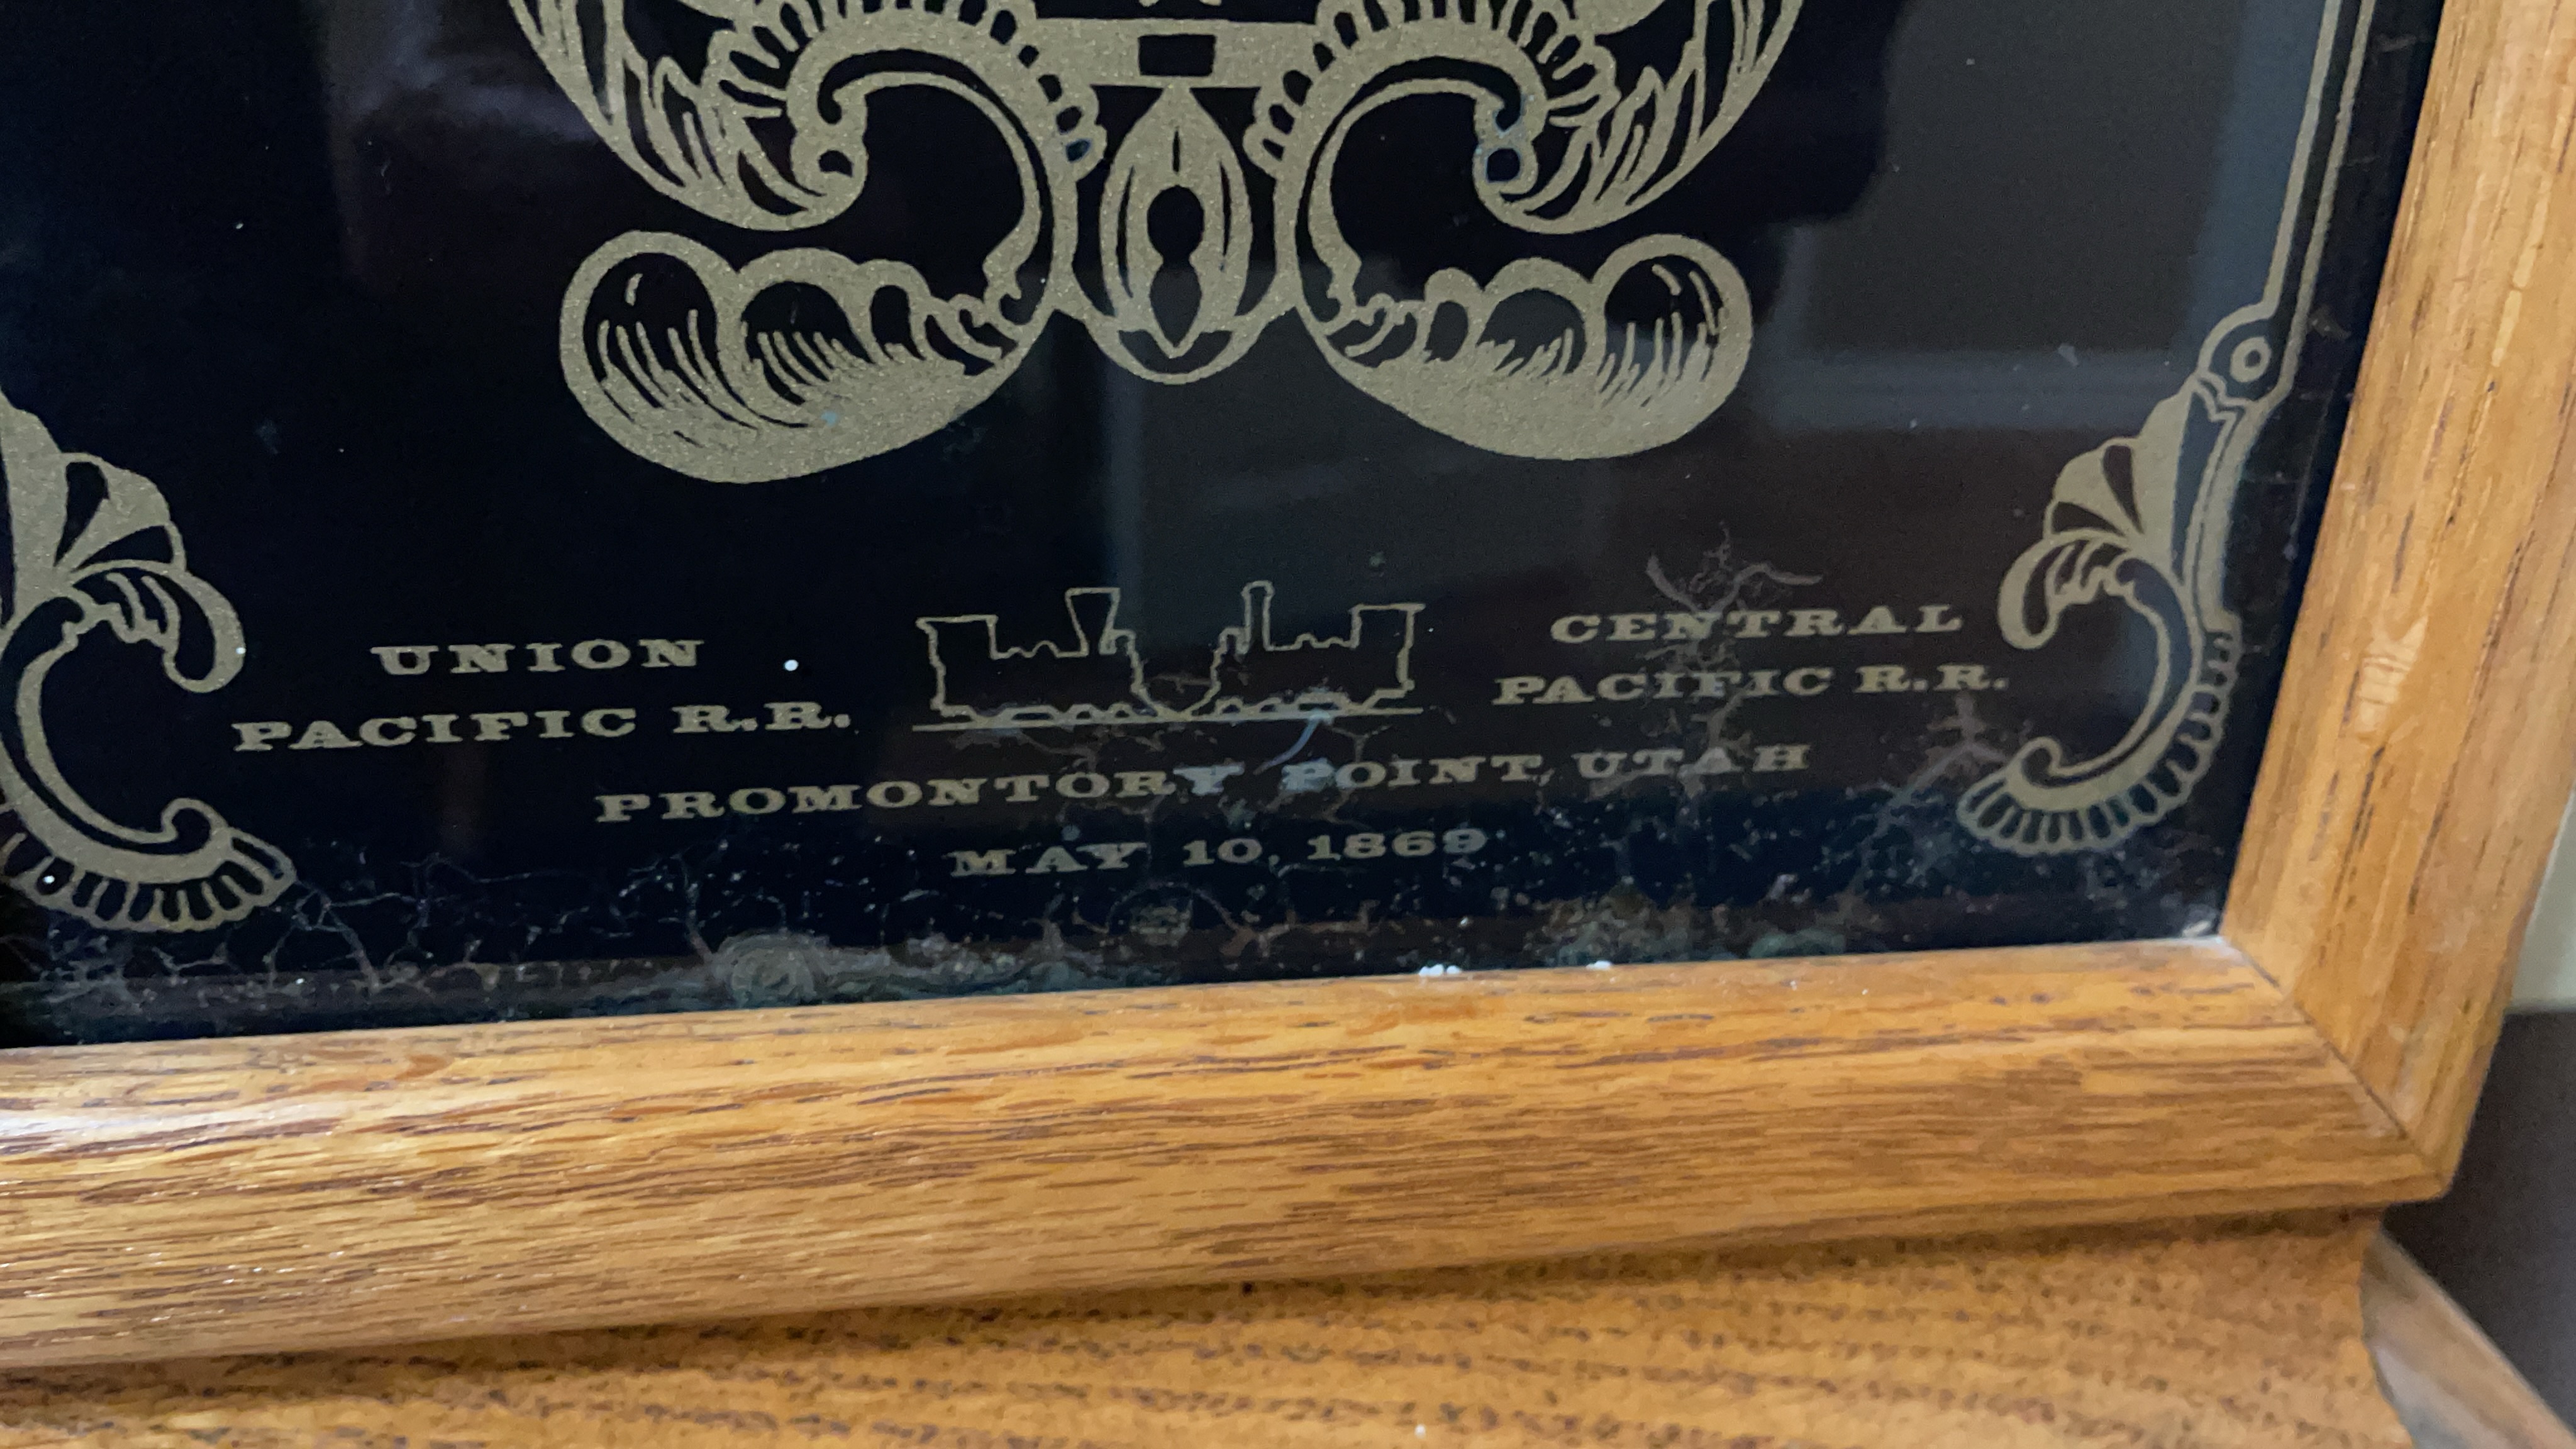 UNION
PACIFIC R.R.
CENTRAL
PACIFIC R.R.
PROMONTORY POINT, UTAH
MAY 10, 1869